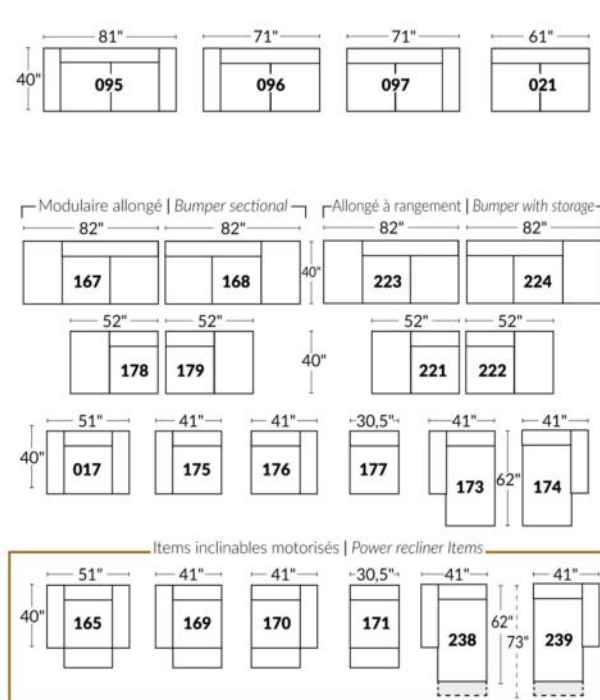 81" 71" 71" 61"
40" 095 096 097 021
Modulaire allongé | Bumper sectional Allongé à rangement | Bumper with storage
82" 82" 82" 82"
167 168 40" 223 224
52" 52" 52" 52"
178 179 40" 221 222
51" 41" 41" 30,5" 41" 41"
40" 017 175 176 177 173 62" 174
Items inclinables motorisés | Power recliner Items
51" 41" 41" 30,5" 41" 41"
40" 165 169 170 171 238 62" 73" 239